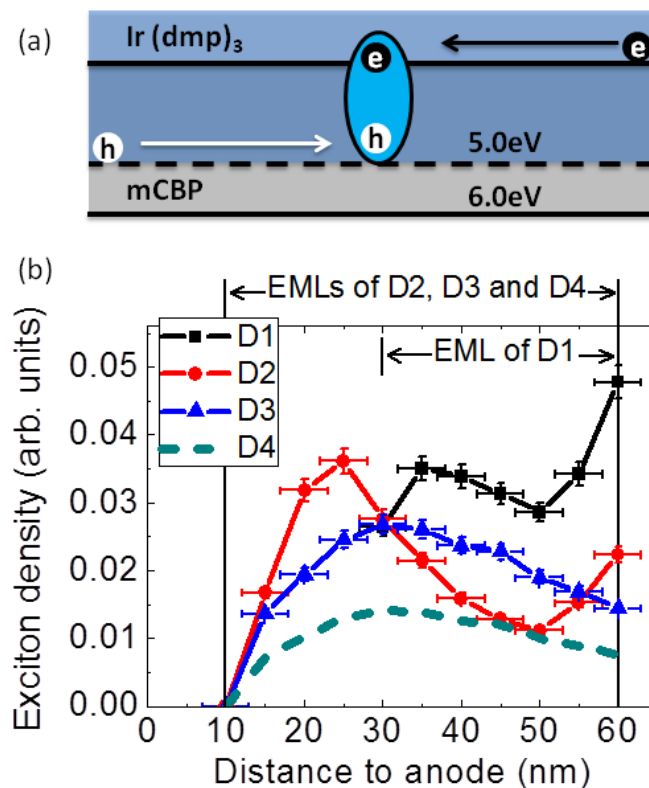 (a)
Ir (dmp)₃
e
e
h
h
5.0eV
mCBP
6.0eV
(b)
EMLs of D2, D3 and D4
D1
D2
D3
D4
EML of D1
Exciton density (arb. units)
0.05
0.04
0.03
0.02
0.01
0.00
0 10 20 30 40 50 60
Distance to anode (nm)